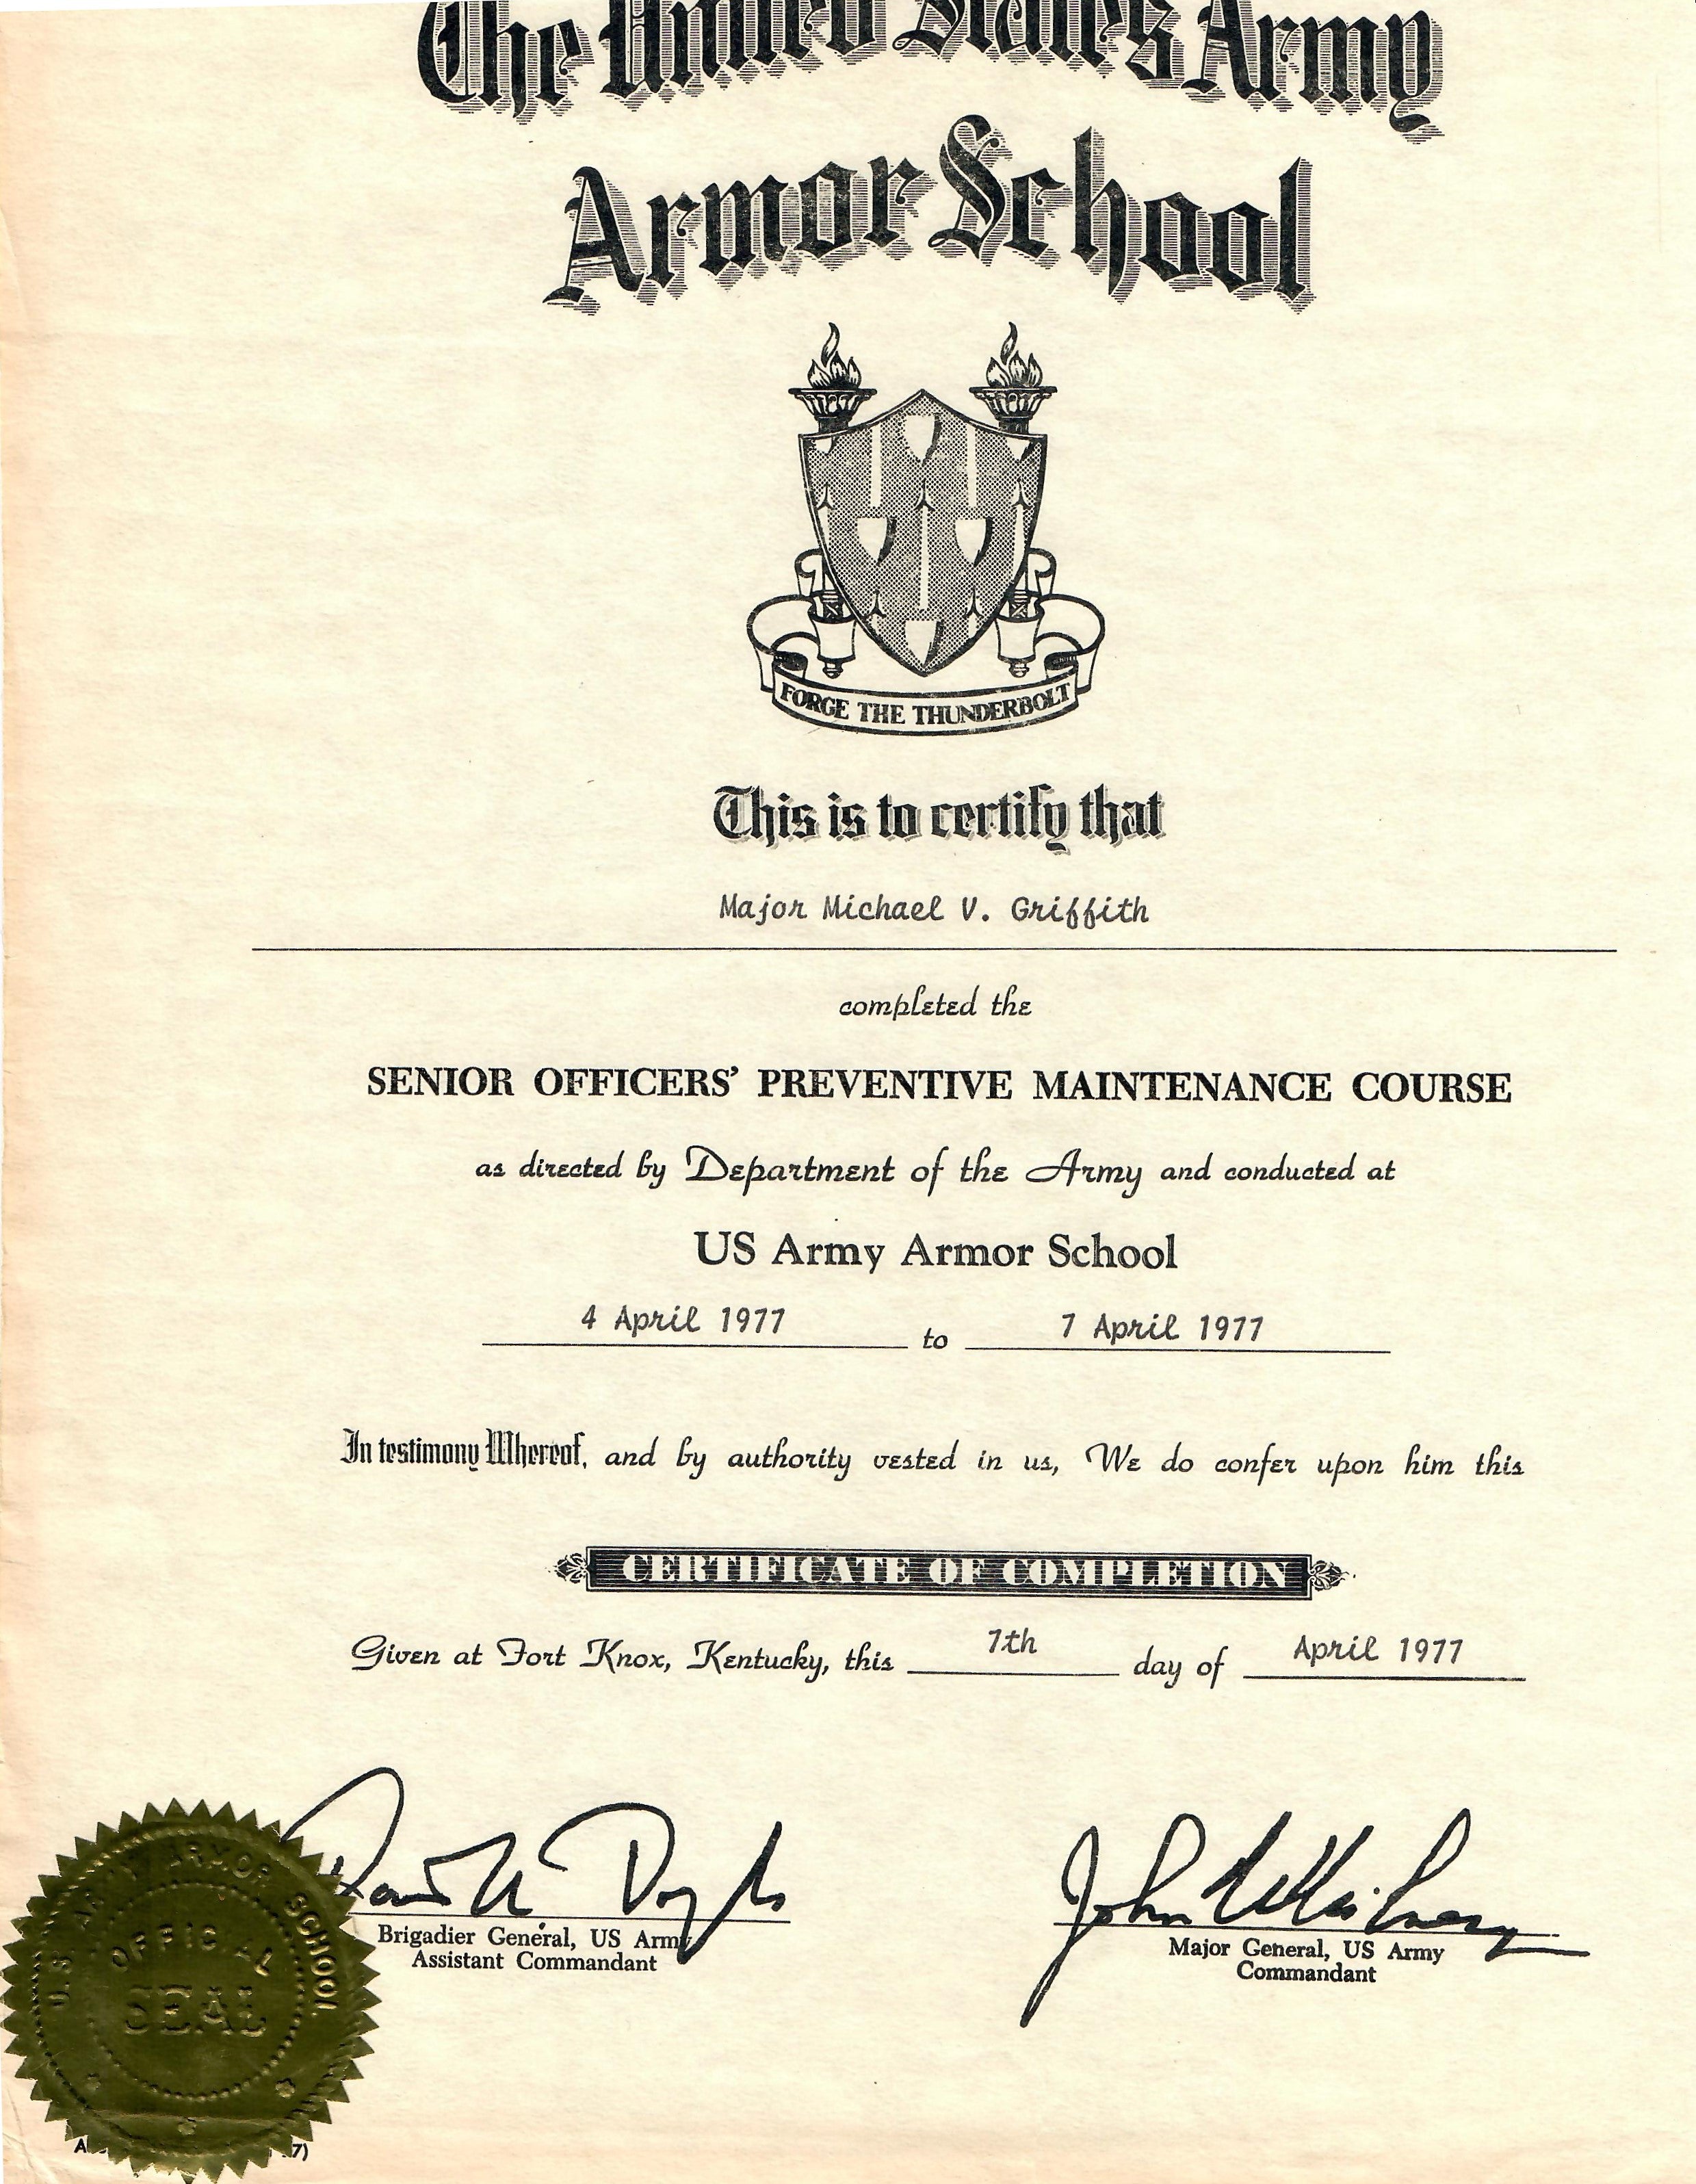 The United States Army
Armor School
FORGE THE THUNDERBOLT
This is to certify that
Major Michael V. Griffith
completed the
SENIOR OFFICERS' PREVENTIVE MAINTENANCE COURSE
as directed by Department of the Army and conducted at
US Army Armor School
4 April 1977 to 7 April 1977
In testimony Whereof, and by authority vested in us, We do confer upon him this
CERTIFICATE OF COMPLETION
Given at Fort Knox, Kentucky, this 7th day of April 1977
Brigadier General, US Army
Assistant Commandant
John
Major General, US Army
Commandant
U.S. ARMY ARMOR SCHOOL
OFFICIAL
SEAL
7)